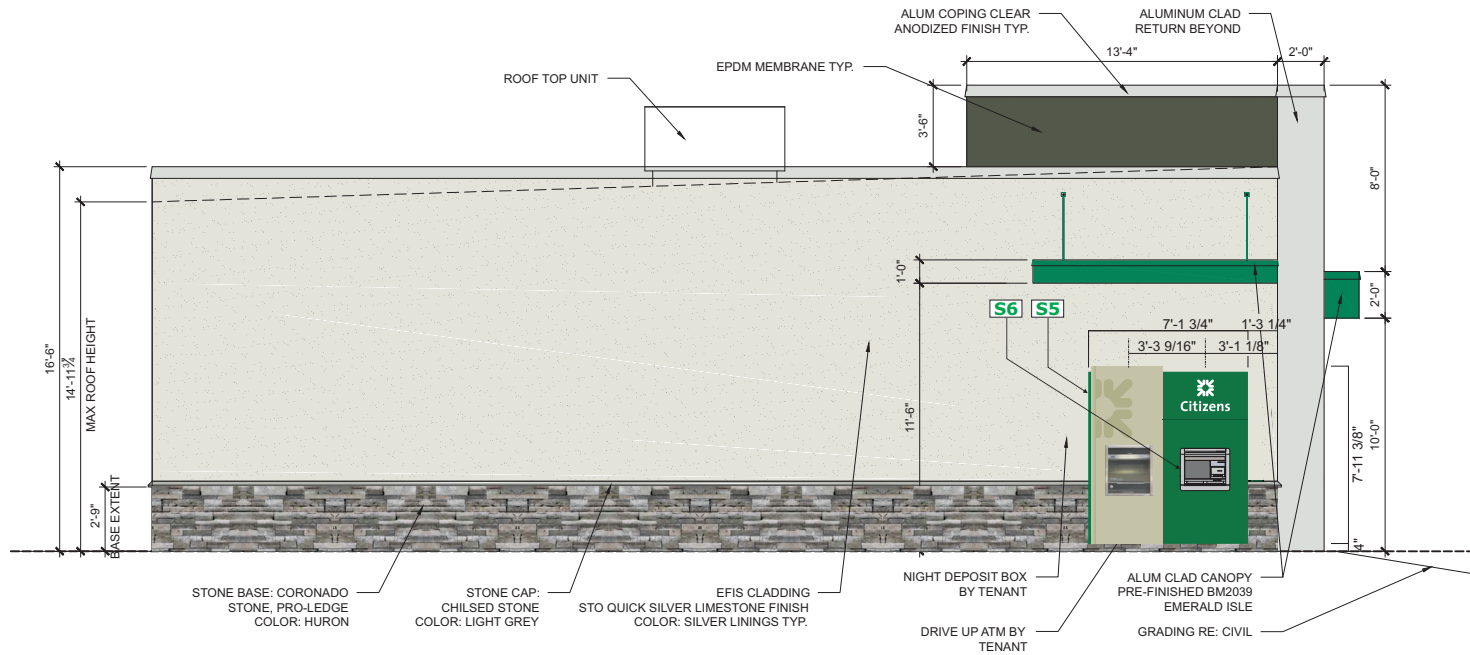 ALUM COPING CLEAR
ANODIZED FINISH TYP.
ALUMINUM CLAD
RETURN BEYOND
13'-4"
2'-0"
EPDM MEMBRANE TYP.
ROOF TOP UNIT
3'-6"
8'-0"
16'-6"
14'-11¾"
MAX ROOF HEIGHT
1'-0"
2'-0"
S6
S5
7'-1 3/4"
1'-3 1/4"
3'-3 9/16"
3'-1 1/8"
Citizens
11'-6"
7'-11 3/8"
10'-0"
2'-9"
BASE EXTENT
4"
STONE BASE: CORONADO
STONE, PRO-LEDGE
COLOR: HURON
STONE CAP:
CHILSED STONE
COLOR: LIGHT GREY
EFIS CLADDING
STO QUICK SILVER LIMESTONE FINISH
COLOR: SILVER LININGS TYP.
NIGHT DEPOSIT BOX
BY TENANT
DRIVE UP ATM BY
TENANT
ALUM CLAD CANOPY
PRE-FINISHED BM2039
EMERALD ISLE
GRADING RE: CIVIL